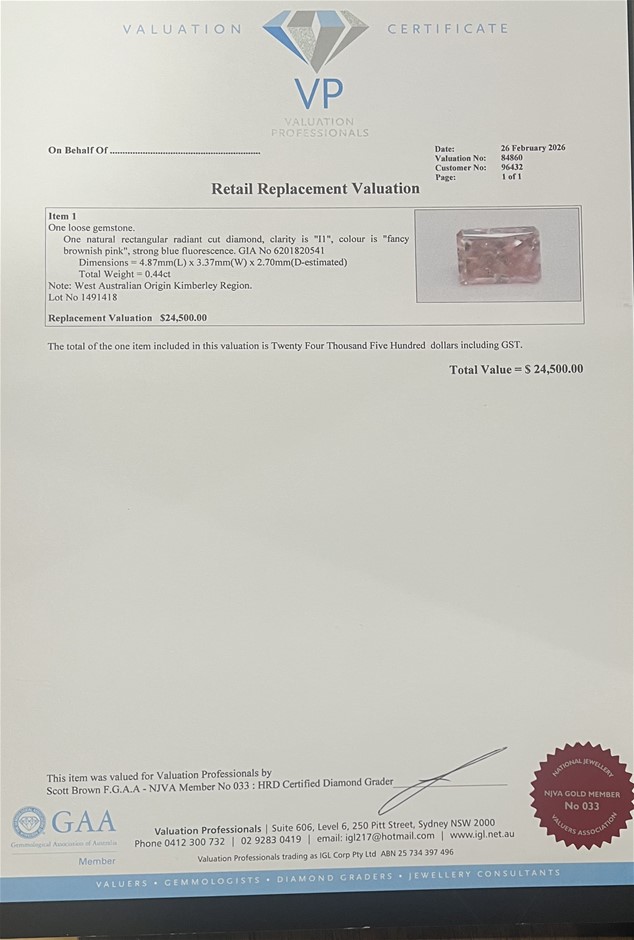 VALUATION CERTIFICATE
VP
VALUATION
PROFESSIONALS
On Behalf Of ............................................................
Date: 26 February 2026
Valuation No: 84860
Customer No: 96432
Page: 1 of 1
Retail Replacement Valuation
Item 1
One loose gemstone.
One natural rectangular radiant cut diamond, clarity is "I1", colour is "fancy
brownish pink", strong blue fluorescence. GIA No 6201820541
Dimensions = 4.87mm(L) x 3.37mm(W) x 2.70mm(D-estimated)
Total Weight = 0.44ct
Note: West Australian Origin Kimberley Region.
Lot No 1491418
Replacement Valuation $24,500.00
The total of the one item included in this valuation is Twenty Four Thousand Five Hundred dollars including GST.
Total Value = $ 24,500.00
This item was valued for Valuation Professionals by
Scott Brown F.G.A.A - NJVA Member No 033 : HRD Certified Diamond Grader
NATIONAL JEWELLERY
NJVA GOLD MEMBER
No 033
VALUERS ASSOCIATION
GAA
Gemmological Association of Australia
Member
Valuation Professionals | Suite 606, Level 6, 250 Pitt Street, Sydney NSW 2000
Phone 0412 300 732 | 02 9283 0419 | email: igl217@hotmail.com | www.igl.net.au
Valuation Professionals trading as IGL Corp Pty Ltd ABN 25 734 397 496
VALUERS • GEMMOLOGISTS • DIAMOND GRADERS • JEWELLERY CONSULTANTS